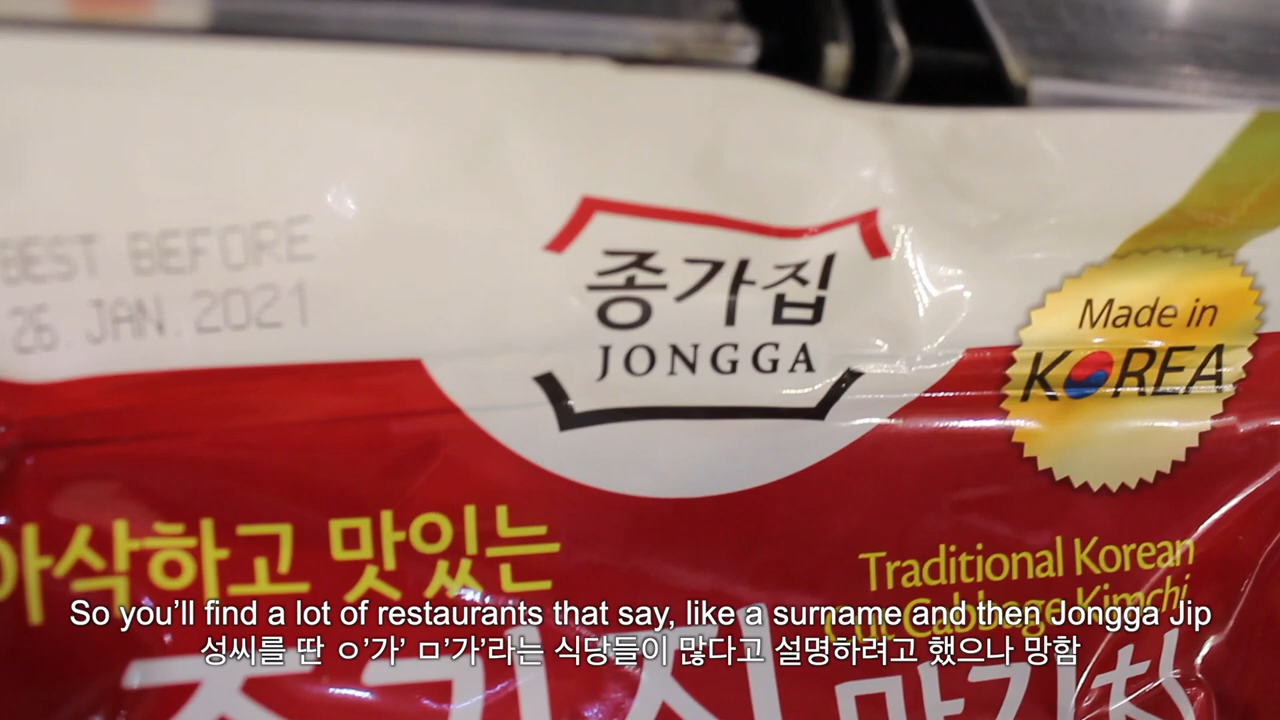 BEST BEFORE
26. JAN. 2021
종가집
JONGGA
Made in
KOREA
아삭하고 맛있는
Traditional Korean
Cut Cabbage Kimchi
So you’ll find a lot of restaurants that say, like a surname and then Jongga Jip
성씨를 딴 ㅇ’가’ ㅁ’가’라는 식당들이 많다고 설명하려고 했으나 망함